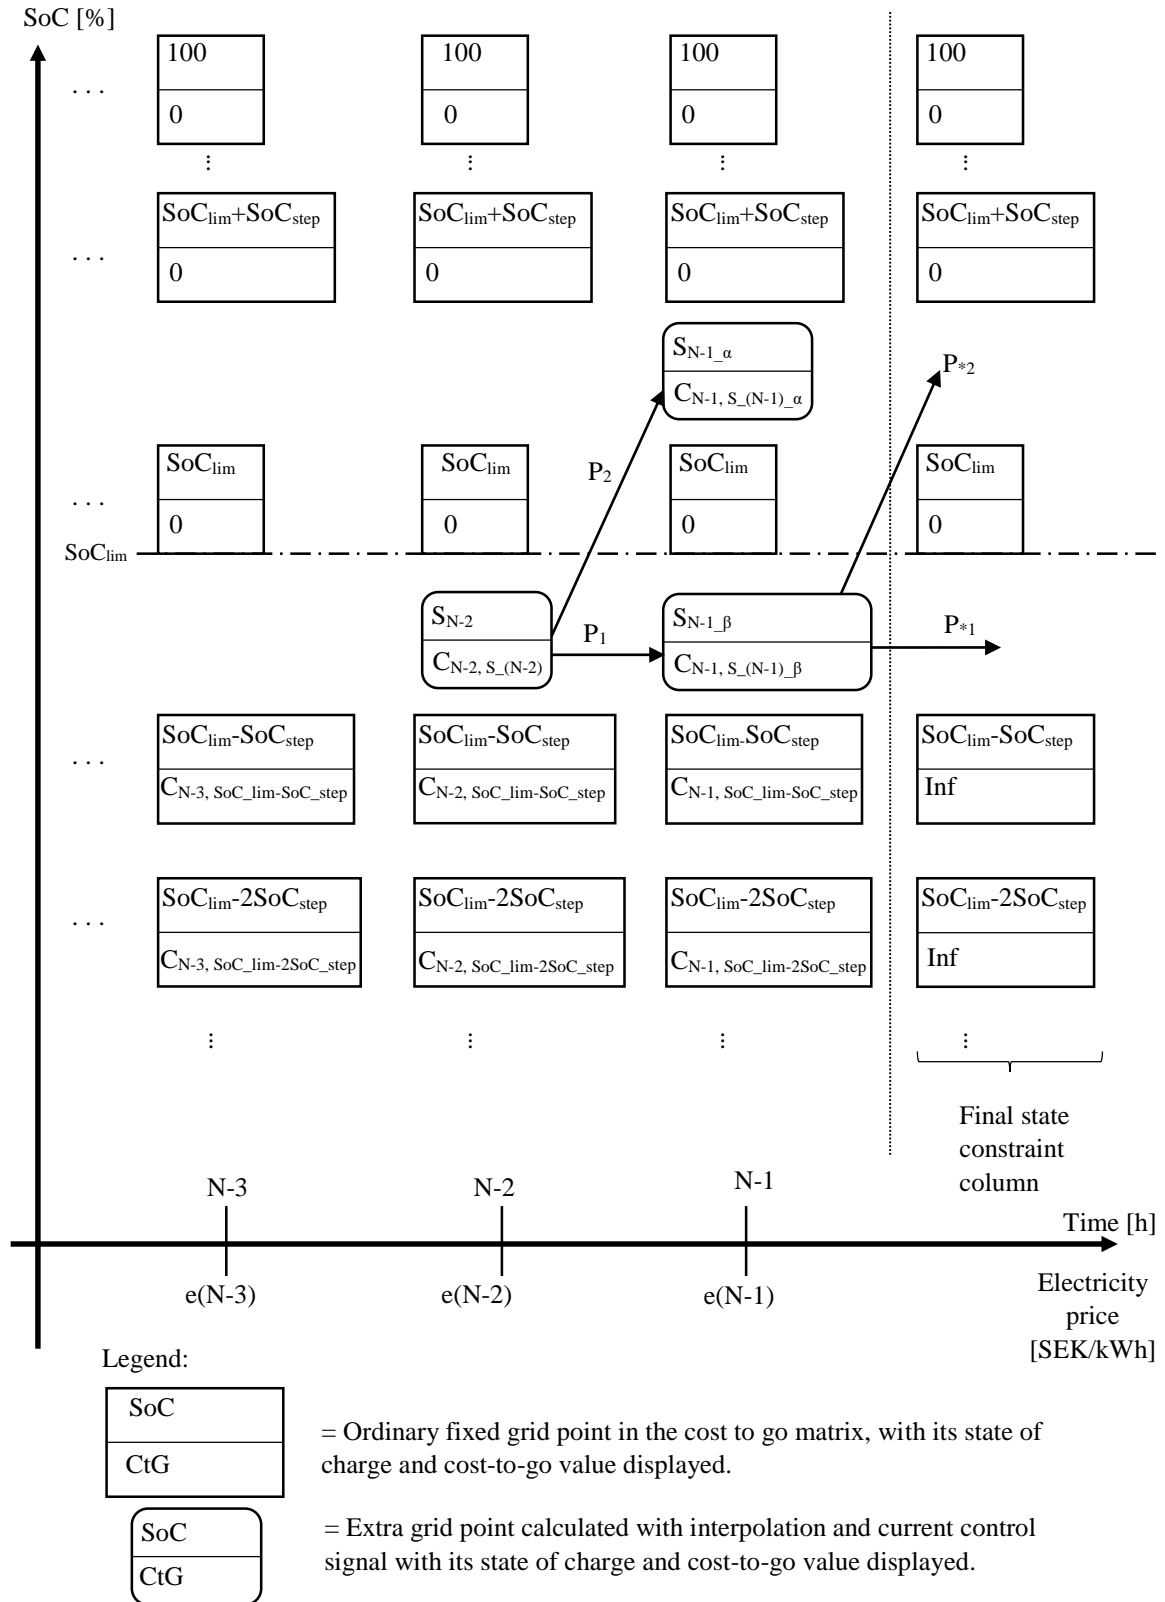 SoC [%]
100 100 100 100
. . .
0 0 0 0
⋮ ⋮ ⋮ ⋮
SoClim+SoCstep SoClim+SoCstep SoClim+SoCstep SoClim+SoCstep
. . .
0 0 0 0
SN-1_α
CN-1, S_(N-1)_α
P*2
SoClim SoClim SoClim SoClim
P2
. . .
0 0 0 0
SoClim
SN-2 SN-1_β
P1 P*1
CN-2, S_(N-2) CN-1, S_(N-1)_β
SoClim-SoCstep SoClim-SoCstep SoClim-SoCstep SoClim-SoCstep
. . .
CN-3, SoC_lim-SoC_step CN-2, SoC_lim-SoC_step CN-1, SoC_lim-SoC_step Inf
SoClim-2SoCstep SoClim-2SoCstep SoClim-2SoCstep SoClim-2SoCstep
. . .
CN-3, SoC_lim-2SoC_step CN-2, SoC_lim-2SoC_step CN-1, SoC_lim-2SoC_step Inf
⋮ ⋮ ⋮ ⋮
Final state
constraint
column
N-3 N-2 N-1
Time [h]
e(N-3) e(N-2) e(N-1)
Electricity
price
[SEK/kWh]
Legend:
SoC
CtG
= Ordinary fixed grid point in the cost to go matrix, with its state of
charge and cost-to-go value displayed.
SoC
CtG
= Extra grid point calculated with interpolation and current control
signal with its state of charge and cost-to-go value displayed.